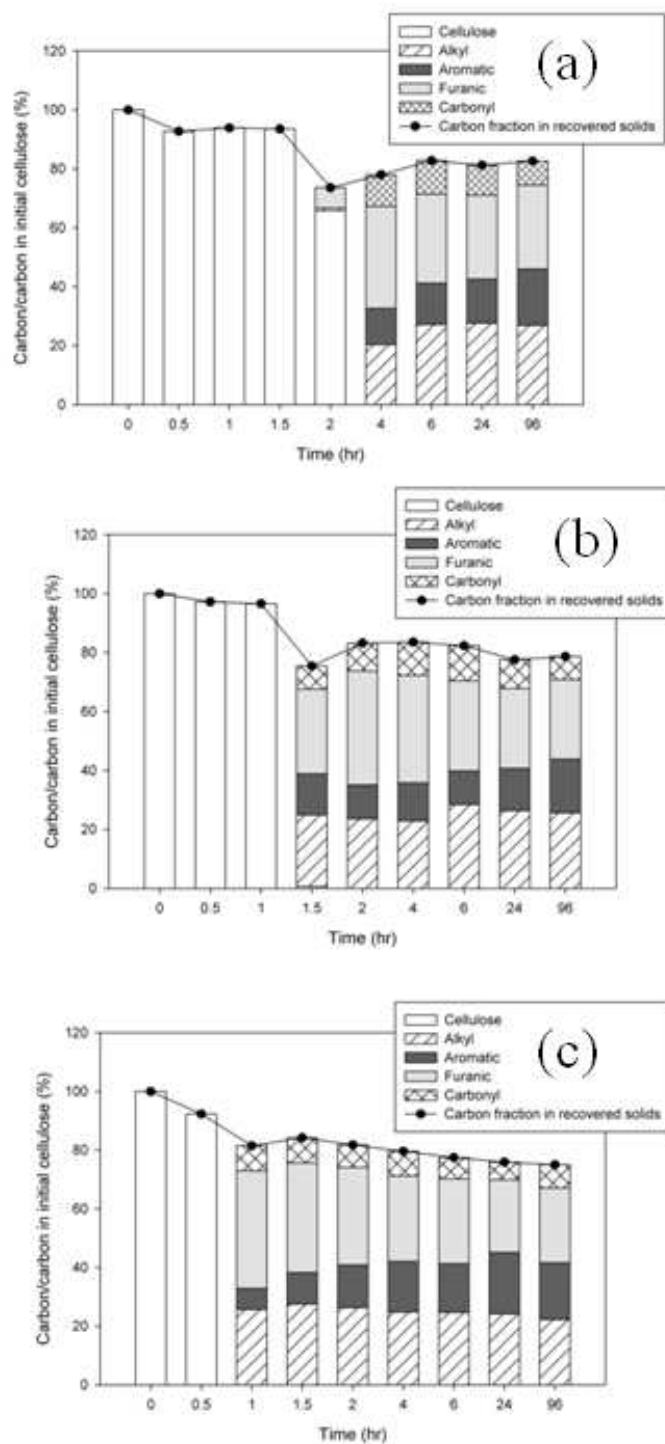 Cellulose
Alkyl
Aromatic
Furanic
Carbonyl
Carbon fraction in recovered solids
(a)
Carbon/carbon in initial cellulose (%)
120
100
80
60
40
20
0
0 0.5 1 1.5 2 4 6 24 96
Time (hr)
Cellulose
Alkyl
Aromatic
Furanic
Carbonyl
Carbon fraction in recovered solids
(b)
Carbon/carbon in initial cellulose (%)
120
100
80
60
40
20
0
0 0.5 1 1.5 2 4 6 24 96
Time (hr)
Cellulose
Alkyl
Aromatic
Furanic
Carbonyl
Carbon fraction in recovered solids
(c)
Carbon/carbon in initial cellulose (%)
120
100
80
60
40
20
0
0 0.5 1 1.5 2 4 6 24 96
Time (hr)